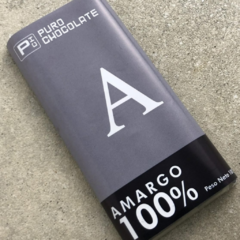 PURO
CHOCOLATE
A
AMARGO
100%
Peso Neto